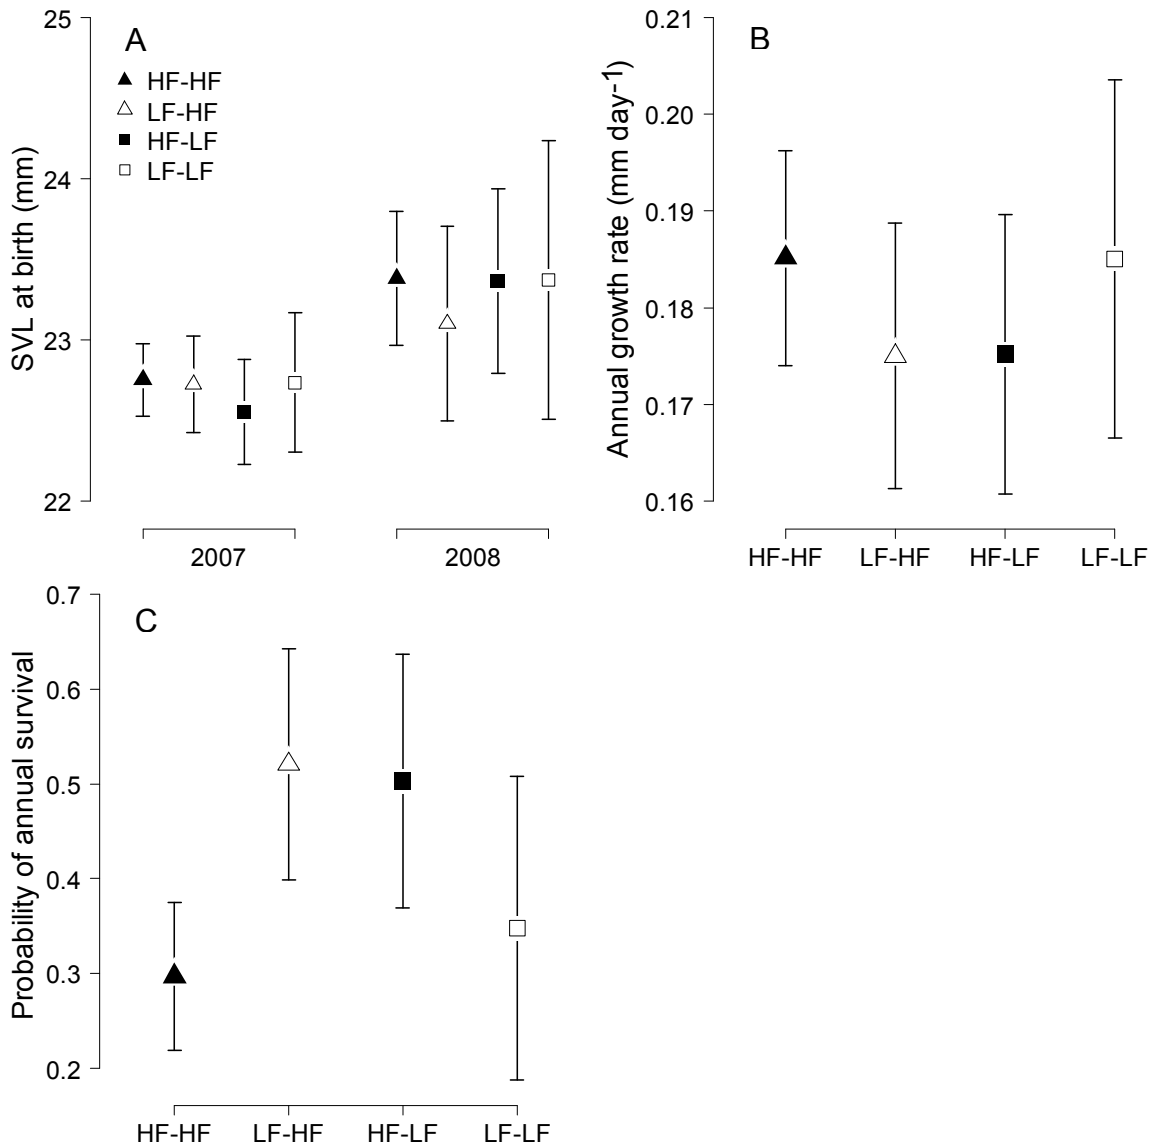 A
HF-HF
LF-HF
HF-LF
LF-LF
SVL at birth (mm)
25
24
23
22
2007 2008
B
Annual growth rate (mm day-1)
0.21
0.20
0.19
0.18
0.17
0.16
HF-HF LF-HF HF-LF LF-LF
C
Probability of annual survival
0.7
0.6
0.5
0.4
0.3
0.2
HF-HF LF-HF HF-LF LF-LF